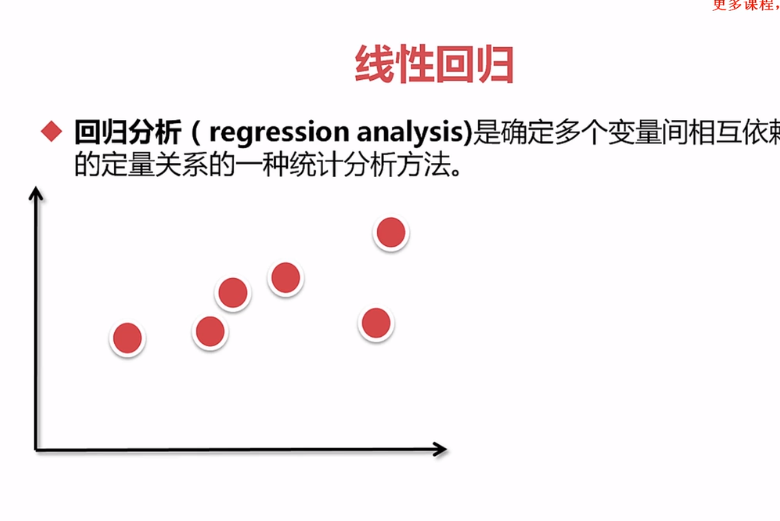 更多课程,
线性回归
回归分析（regression analysis)是确定多个变量间相互依赖
的定量关系的一种统计分析方法。